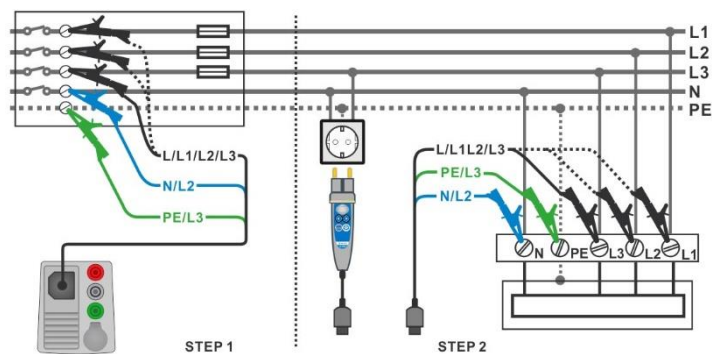 L1
L2
L3
N
PE
L/L1/L2/L3
N/L2
PE/L3
STEP 1
L/L1L2/L3
PE/L3
N/L2
N PE L3 L2 L1
STEP 2